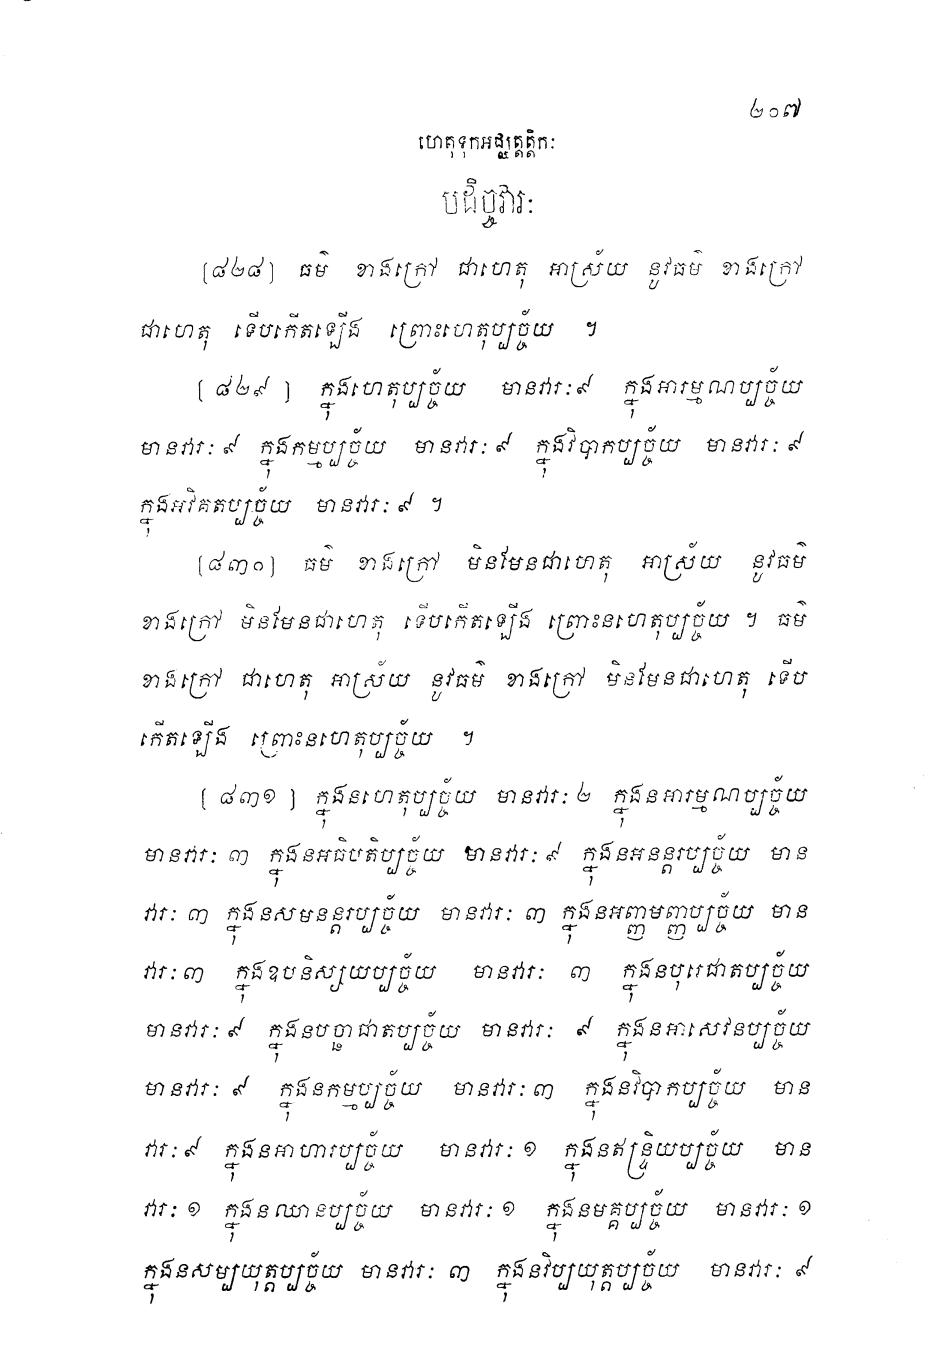 ២០៧
ហេតុទុកអជ្ឈត្តត្តិកៈ
បដិច្ចវារៈ
[៨២៨] ធម៌ ខាងក្រៅ ជាហេតុ អាស្រ័យ នូវធម៌ ខាងក្រៅ
ជាហេតុ ទើបកើតឡើង ព្រោះហេតុប្បច្ច័យ ។
[ ៨២៩ ] ក្នុងហេតុប្បច្ច័យ មានវារៈ៩ ក្នុងអារម្មណប្បច្ច័យ
មានវារៈ ៩ ក្នុងកម្មប្បច្ច័យ មានវារៈ ៩ ក្នុងវិបាកប្បច្ច័យ មានវារៈ ៩
ក្នុងអវិគតប្បច្ច័យ មានវារៈ ៩ ។
[៨៣០] ធម៌ ខាងក្រៅ មិនមែនជាហេតុ អាស្រ័យ នូវធម៌
ខាងក្រៅ មិនមែនជាហេតុ ទើបកើតឡើង ព្រោះនហេតុប្បច្ច័យ ។ ធម៌
ខាងក្រៅ ជាហេតុ អាស្រ័យ នូវធម៌ ខាងក្រៅ មិនមែនជាហេតុ ទើប
កើតឡើង ព្រោះនហេតុប្បច្ច័យ ។
[ ៨៣១ ] ក្នុងនហេតុប្បច្ច័យ មានវារៈ ២ ក្នុងនអារម្មណប្បច្ច័យ
មានវារៈ ៣ ក្នុងនអធិបតិប្បច្ច័យ មានវារៈ ៩ ក្នុងនអនន្តរប្បច្ច័យ មាន
វារៈ ៣ ក្នុងនសមនន្តរប្បច្ច័យ មានវារៈ ៣ ក្នុងនអញ្ញមញ្ញប្បច្ច័យ មាន
វារៈ ៣ ក្នុងឧបនិស្សយប្បច្ច័យ មានវារៈ ៣ ក្នុងនបុរេជាតប្បច្ច័យ
មានវារៈ ៩ ក្នុងនបច្ឆាជាតប្បច្ច័យ មានវារៈ ៩ ក្នុងនអាសេវនប្បច្ច័យ
មានវារៈ ៩ ក្នុងនកម្មប្បច្ច័យ មានវារៈ ៣ ក្នុងនវិបាកប្បច្ច័យ មាន
វារៈ ៩ ក្នុងនអាហារប្បច្ច័យ មានវារៈ ១ ក្នុងនឥន្ទ្រិយប្បច្ច័យ មាន
វារៈ ១ ក្នុងនឈានប្បច្ច័យ មានវារៈ ១ ក្នុងនមគ្គប្បច្ច័យ មានវារៈ ១
ក្នុងនសម្បយុត្តប្បច្ច័យ មានវារៈ ៣ ក្នុងនវិប្បយុត្តប្បច្ច័យ មានវារៈ ៩